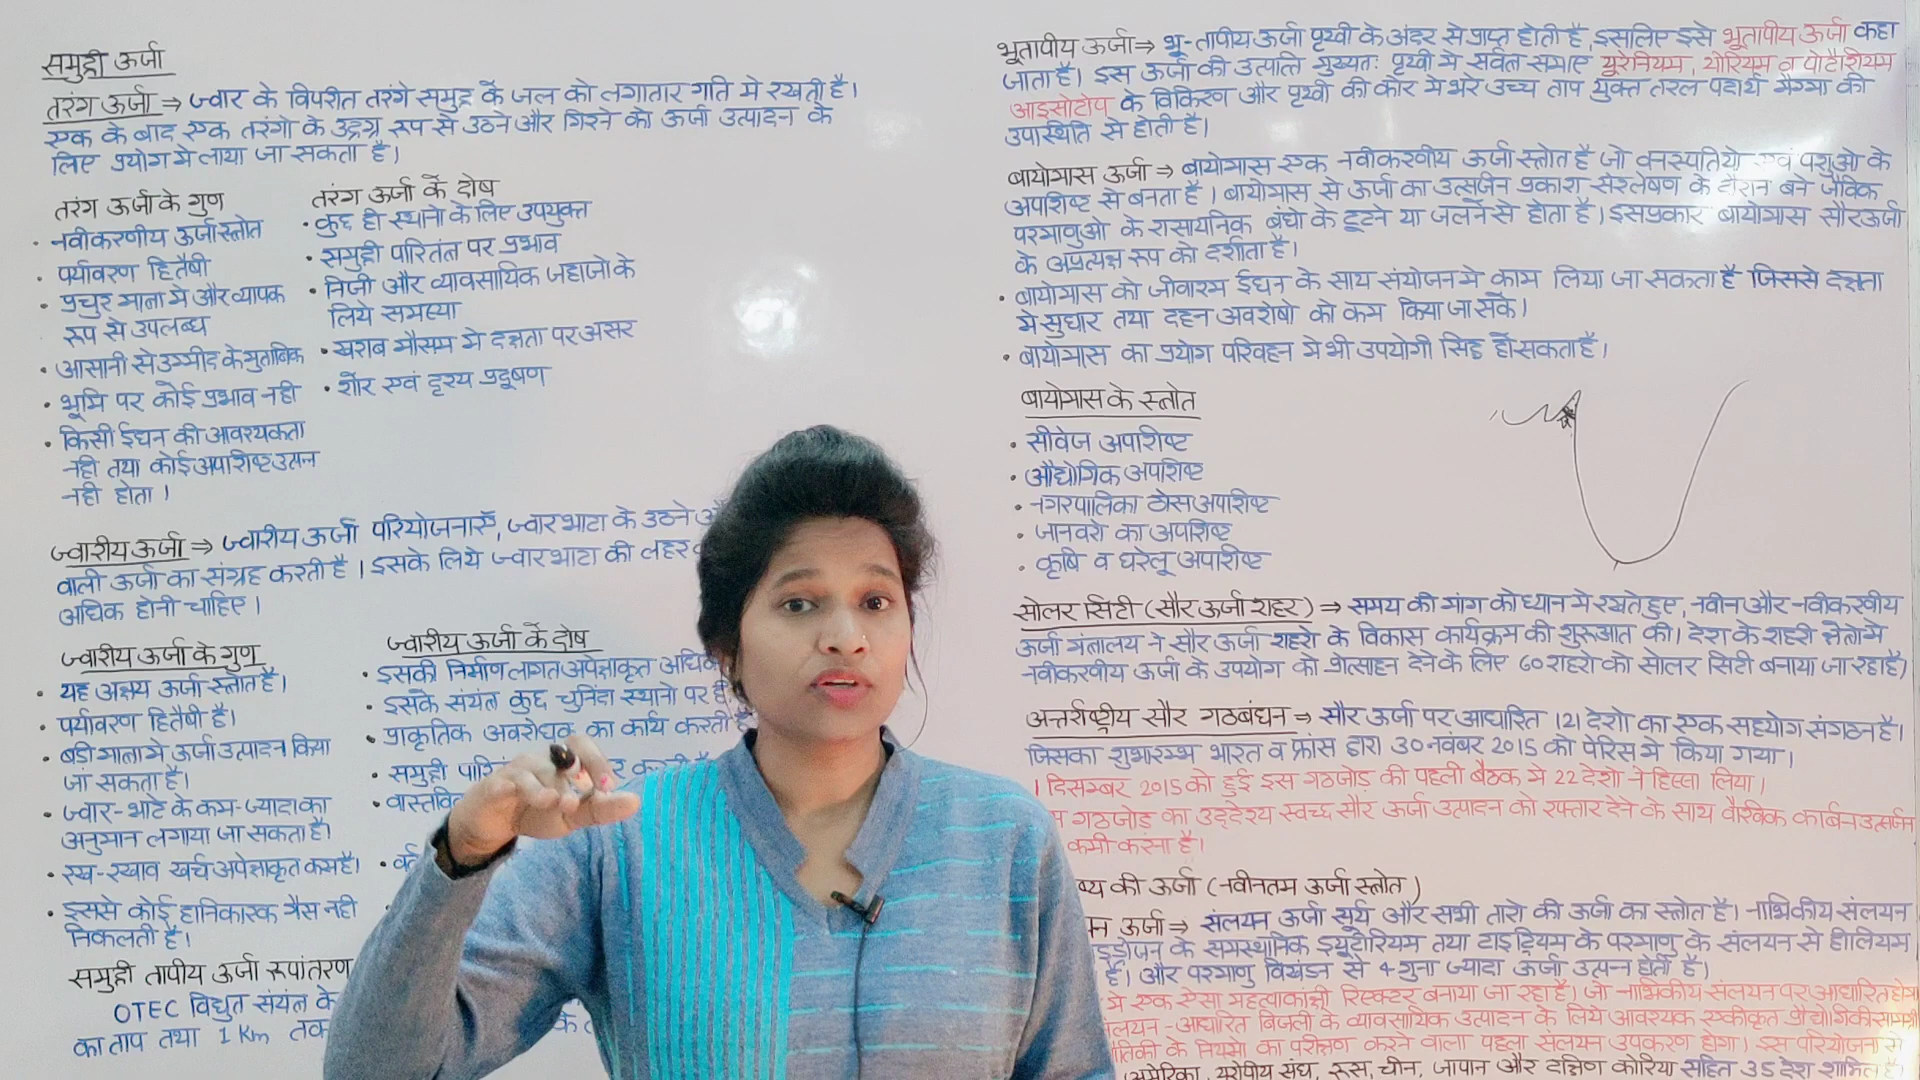 समुद्री ऊर्जा
तरंग ऊर्जा ⇒ ज्वार के विपरीत तरंगे समुद्र के जल को लगातार गति मे रखती है।
एक के बाद एक तरंगो के उद्वग्र रूप से उठने और गिरने को ऊर्जा उत्पादन के
लिए प्रयोग मे लाया जा सकता है।
तरंग ऊर्जा के गुण
• नवीकरणीय ऊर्जा स्त्रोत
• पर्यावरण हितैषी
• प्रचुर मात्रा मे और व्यापक
रूप से उपलब्ध
• आसानी से उम्मीद के मुताबिक
• भूमि पर कोई प्रभाव नही
• किसी ईंधन की आवश्यकता
नही तथा कोई अपशिष्ट उत्पन्न
नही होता।
तरंग ऊर्जा के दोष
• कुछ ही स्थानो के लिए उपयुक्त
• समुद्री पारितंत्र पर प्रभाव
• निजी और व्यावसायिक जहाजो के
लिये समस्या
• खराब मौसम मे दक्षता पर असर
• शोर एवं दृश्य प्रदूषण
ज्वारीय ऊर्जा ⇒ ज्वारीय ऊर्जा परियोजनाएँ, ज्वार भाटा के उठने
वाली ऊर्जा का संग्रह करती है। इसके लिये ज्वार भाटा की लहर
अधिक होनी चाहिए।
ज्वारीय ऊर्जा के गुण
• यह अक्षय ऊर्जा स्त्रोत है।
• पर्यावरण हितैषी है।
• बडी मात्रा मे ऊर्जा उत्पादन किया
जा सकता है।
• ज्वार-भाटे के कम-ज्यादा का
अनुमान लगाया जा सकता है।
• रख-रखाव खर्च अपेक्षाकृत कम है।
• इससे कोई हानिकारक गैस नही
निकलती है।
ज्वारीय ऊर्जा के दोष
• इसकी निर्माण लागत अपेक्षाकृत
• इसके संयंत्र कुछ चुनिंदा स्थानो पर ही
• प्राकृतिक अवरोधक का कार्य करती है
• समुद्री
समुद्री तापीय ऊर्जा रूपांतरण
OTEC विद्युत संयंत्र के
का ताप तथा 1 Km तक
भूतापीय ऊर्जा ⇒ भू-तापीय ऊर्जा पृथ्वी के अंदर से प्राप्त होती है, इसलिए इसे भूतापीय ऊर्जा कहा
जाता है। इस ऊर्जा की उत्पत्ति मुख्यतः पृथ्वी मे सर्वत्र समाए यूरेनियम, थोरियम व पोटैशियम
आइसोटोप के विकिरण और पृथ्वी की कोर मे भरे उच्च ताप युक्त तरल पदार्थ मैग्मा की
उपस्थिति से होती है।
बायोमास ऊर्जा ⇒ बायोमास एक नवीकरणीय ऊर्जा स्त्रोत है जो वनस्पतियो एवं पशुओ के
अपशिष्ट से बनता है। बायोमास से ऊर्जा का उत्सर्जन प्रकाश संश्लेषण के दौरान बने जैविक
परमाणुओ के रासायनिक बंधो के टूटने या जलने से होता है। इसप्रकार बायोमास सौर ऊर्जा
के अप्रत्यक्ष रूप को दर्शाता है।
• बायोमास को जीवाश्म ईंधन के साथ संयोजन मे काम लिया जा सकता है जिससे दक्षता
मे सुधार तथा दहन अवशेषो को कम किया जा सके।
• बायोमास का प्रयोग परिवहन मे भी उपयोगी सिद्ध हो सकता है।
बायोमास के स्त्रोत
• सीवेज अपशिष्ट
• औद्योगिक अपशिष्ट
• नगरपालिका ठोस अपशिष्ट
• जानवरो का अपशिष्ट
• कृषि व घरेलू अपशिष्ट
सोलर सिटी (सौर ऊर्जा शहर) ⇒ समय की मांग को ध्यान मे रखते हुए, नवीन और नवीकरणीय
ऊर्जा मंत्रालय ने सौर ऊर्जा शहरो के विकास कार्यक्रम की शुरूआत की। देश के शहरी क्षेत्रो मे
नवीकरणीय ऊर्जा के उपयोग को प्रोत्साहन देने के लिए 60 शहरो को सोलर सिटी बनाया जा रहा है)
अन्तर्राष्ट्रीय सौर गठबंधन ⇒ सौर ऊर्जा पर आधारित 121 देशो का एक सहयोग संगठन है।
जिसका शुभारम्भ भारत व फ्रांस द्वारा 30 नवंबर 2015 को पेरिस मे किया गया।
1 दिसम्बर 2015 को हुई इस गठजोड़ की पहली बैठक मे 22 देशो ने हिस्सा लिया।
गठजोड़ का उद्देश्य स्वच्छ सौर ऊर्जा उत्पादन को रफ्तार देने के साथ वैश्विक कार्बन उत्सर्जन
कमी करना है।
की ऊर्जा (नवीनतम ऊर्जा स्त्रोत)
ऊर्जा ⇒ संलयन ऊर्जा सूर्य और सभी तारो की ऊर्जा का स्त्रोत है। नाभिकीय संलयन
के समस्थानिक ड्यूटीरियम तथा ट्राइट्रियम के परमाणु के संलयन से हीलियम
है। और परमाणु विखंडन से 4 गुना ज्यादा ऊर्जा उत्पन्न होती है।
मे एक ऐसा महत्वाकांक्षी रिएक्टर बनाया जा रहा है। जो नाभिकीय संलयन पर आधारित
आधारित बिजली के व्यावसायिक उत्पादन के लिये आवश्यक एकीकृत प्रौद्योगिकी
के नियमो का परीक्षण करने वाला पहला संलयन उपकरण होगा। इस परियोजना मे
अमेरिका, यूरोपीय संघ, रूस, चीन, जापान और दक्षिण कोरिया सहित 35 देश शामिल है।